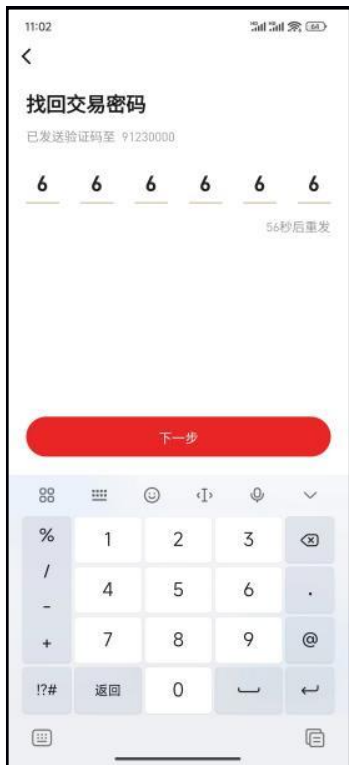 11:02 64
找回交易密码
已发送验证码至 91230000
6 6 6 6 6 6
56秒后重发
下一步
% 1 2 3
/ 4 5 6 .
-
+ 7 8 9 @
!?# 返回 0